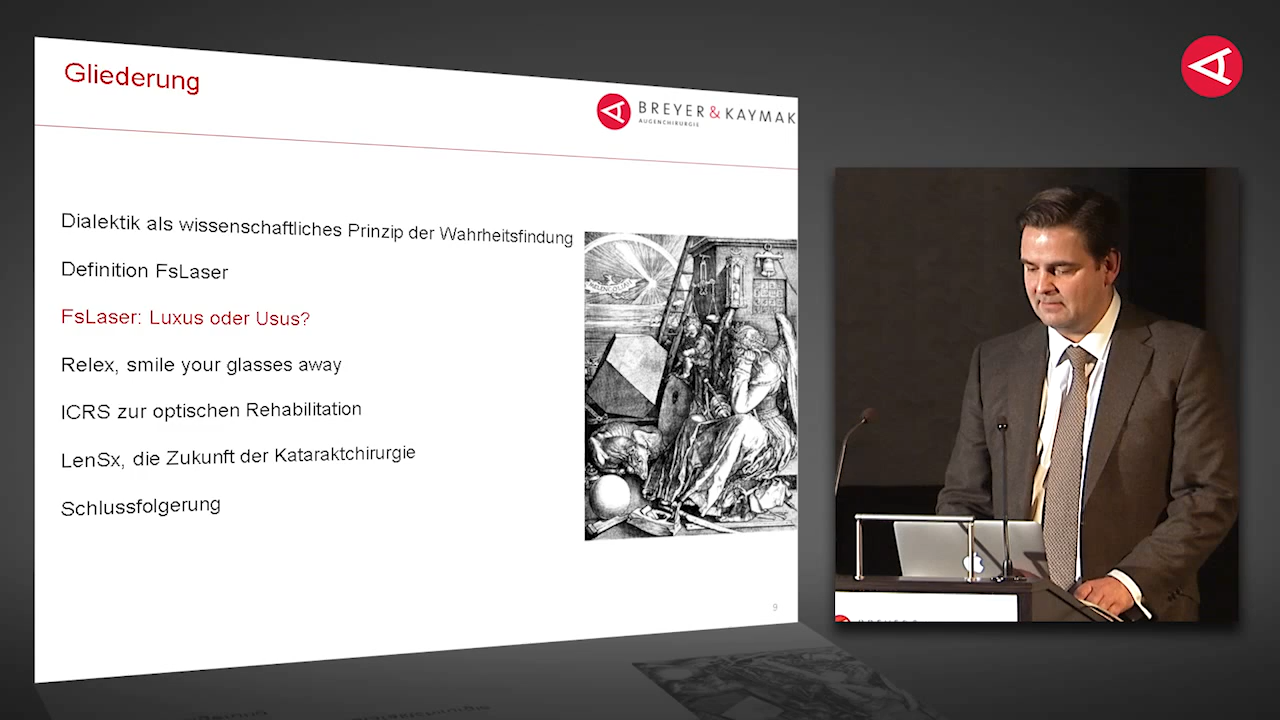 Gliederung
BREYER & KAYMAK
AUGENCHIRURGIE
Dialektik als wissenschaftliches Prinzip der Wahrheitsfindung
Definition FsLaser
FsLaser: Luxus oder Usus?
Relex, smile your glasses away
ICRS zur optischen Rehabilitation
LenSx, die Zukunft der Kataraktchirurgie
Schlussfolgerung
9